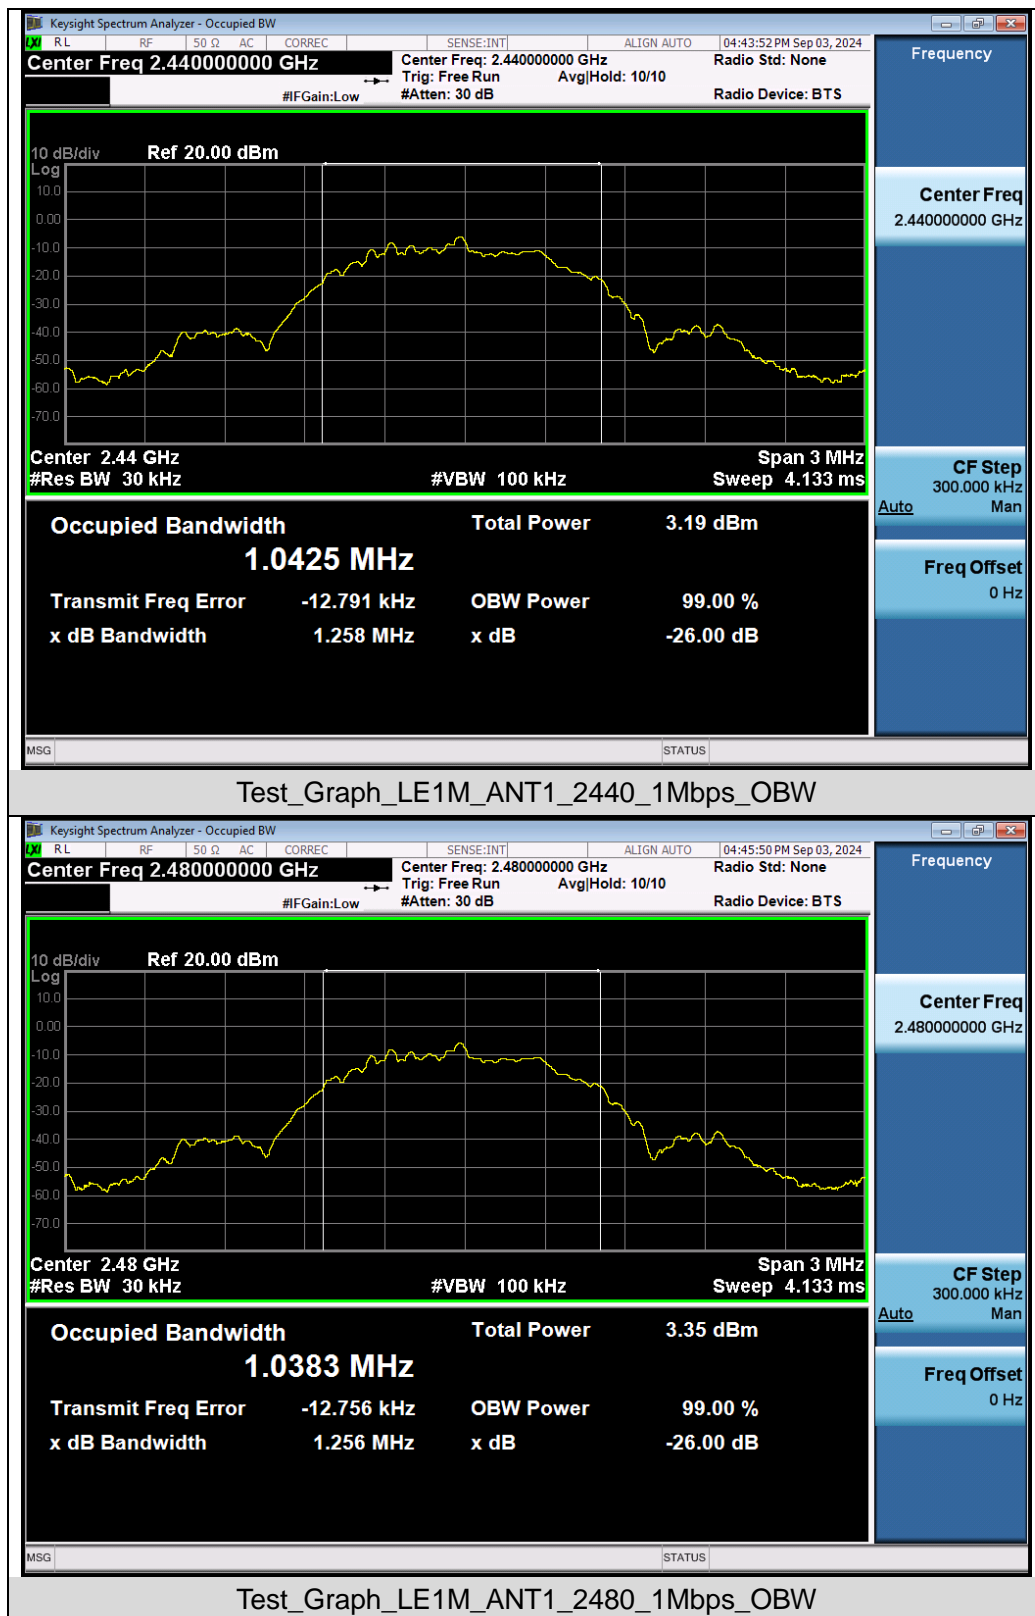 Keysight Spectrum Analyzer - Occupied BW
LXI RL RF 50 Ω AC CORREC SENSE:INT ALIGN AUTO 04:43:52 PM Sep 03, 2024
Center Freq 2.440000000 GHz
Center Freq: 2.440000000 GHz
Radio Std: None
Trig: Free Run Avg|Hold: 10/10
#IFGain:Low
#Atten: 30 dB
Radio Device: BTS
Frequency
10 dB/div Ref 20.00 dBm
Log
10.0
0.00
-10.0
-20.0
-30.0
-40.0
-50.0
-60.0
-70.0
Center Freq
2.440000000 GHz
Center 2.44 GHz Span 3 MHz
#Res BW 30 kHz #VBW 100 kHz Sweep 4.133 ms
CF Step
300.000 kHz
Auto Man
Occupied Bandwidth Total Power 3.19 dBm
1.0425 MHz
Transmit Freq Error -12.791 kHz OBW Power 99.00 %
x dB Bandwidth 1.258 MHz x dB -26.00 dB
Freq Offset
0 Hz
MSG STATUS
Test_Graph_LE1M_ANT1_2440_1Mbps_OBW
Keysight Spectrum Analyzer - Occupied BW
LXI RL RF 50 Ω AC CORREC SENSE:INT ALIGN AUTO 04:45:50 PM Sep 03, 2024
Center Freq 2.480000000 GHz
Center Freq: 2.480000000 GHz
Radio Std: None
Trig: Free Run Avg|Hold: 10/10
#IFGain:Low
#Atten: 30 dB
Radio Device: BTS
Frequency
10 dB/div Ref 20.00 dBm
Log
10.0
0.00
-10.0
-20.0
-30.0
-40.0
-50.0
-60.0
-70.0
Center Freq
2.480000000 GHz
Center 2.48 GHz Span 3 MHz
#Res BW 30 kHz #VBW 100 kHz Sweep 4.133 ms
CF Step
300.000 kHz
Auto Man
Occupied Bandwidth Total Power 3.35 dBm
1.0383 MHz
Transmit Freq Error -12.756 kHz OBW Power 99.00 %
x dB Bandwidth 1.256 MHz x dB -26.00 dB
Freq Offset
0 Hz
MSG STATUS
Test_Graph_LE1M_ANT1_2480_1Mbps_OBW